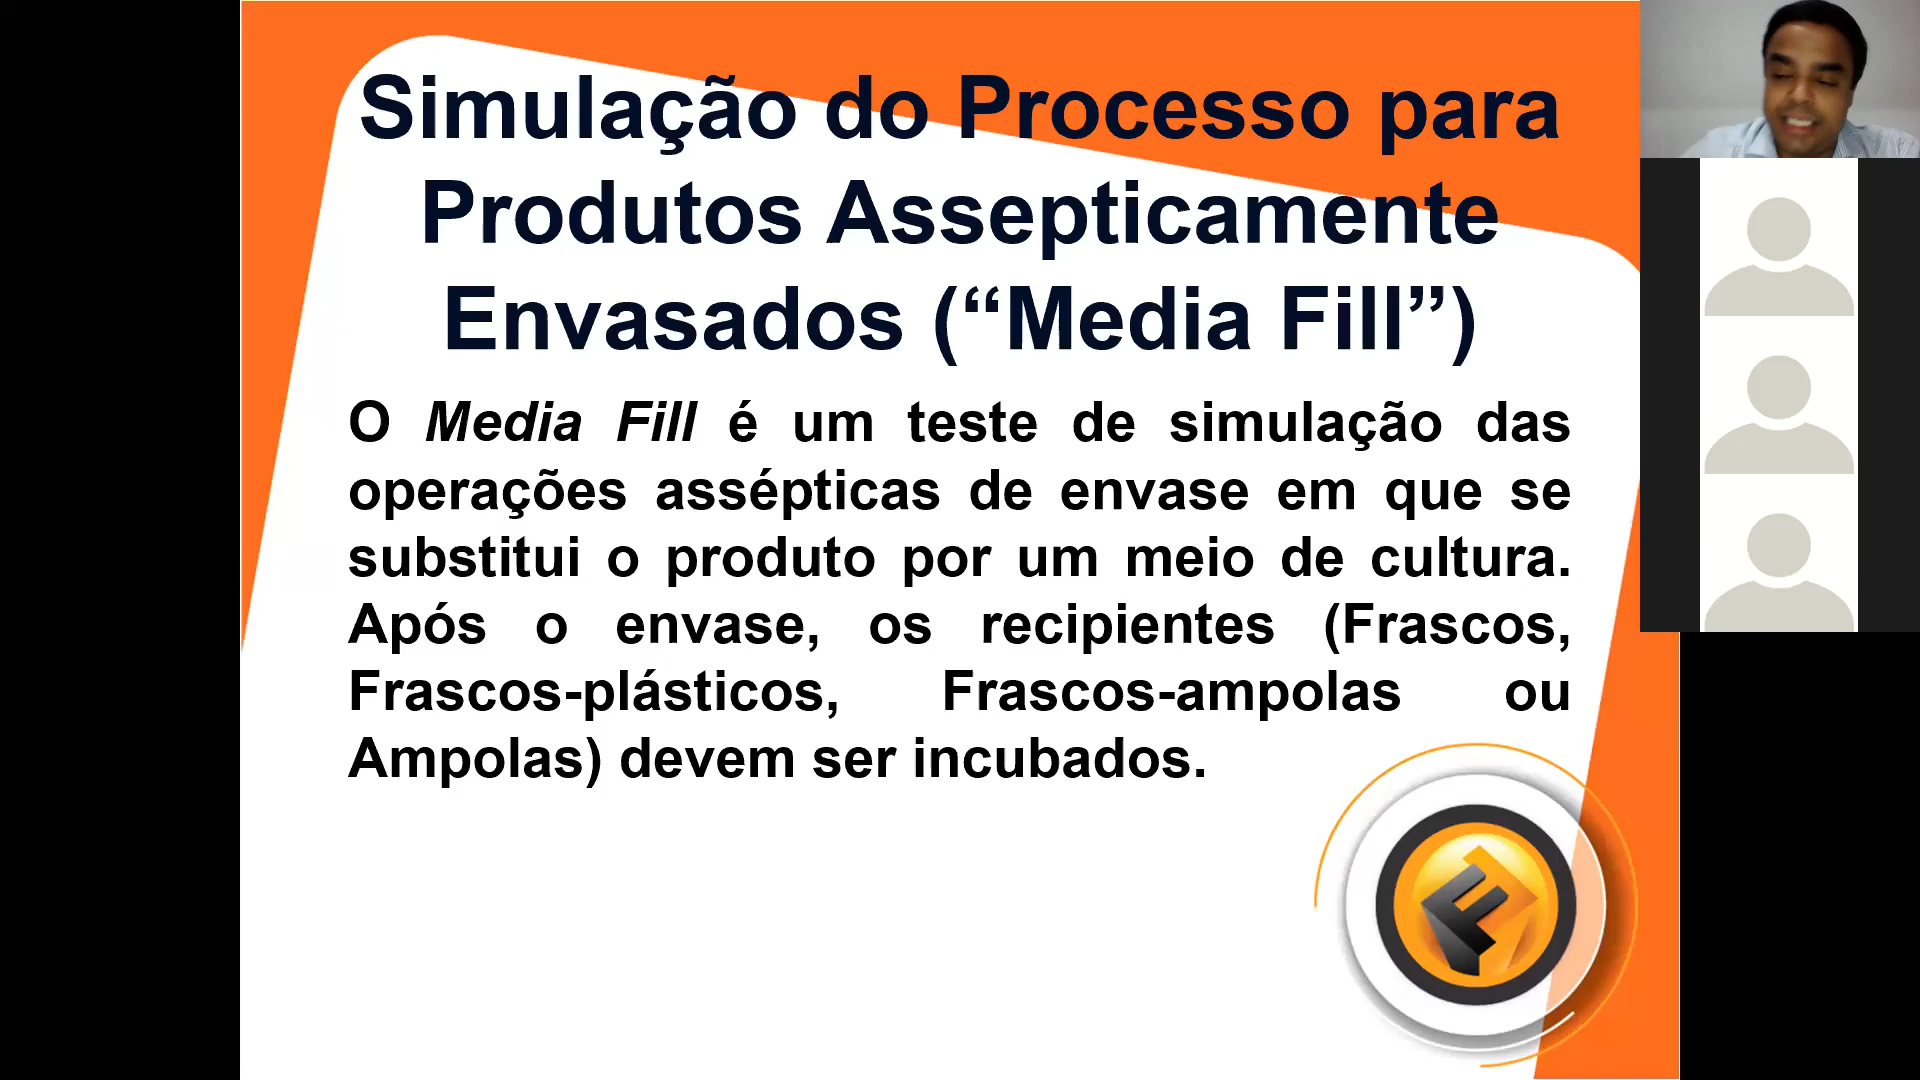 Simulação do Processo para
Produtos Assepticamente
Envasados (“Media Fill”)
O Media Fill é um teste de simulação das
operações assépticas de envase em que se
substitui o produto por um meio de cultura.
Após o envase, os recipientes (Frascos,
Frascos-plásticos, Frascos-ampolas ou
Ampolas) devem ser incubados.